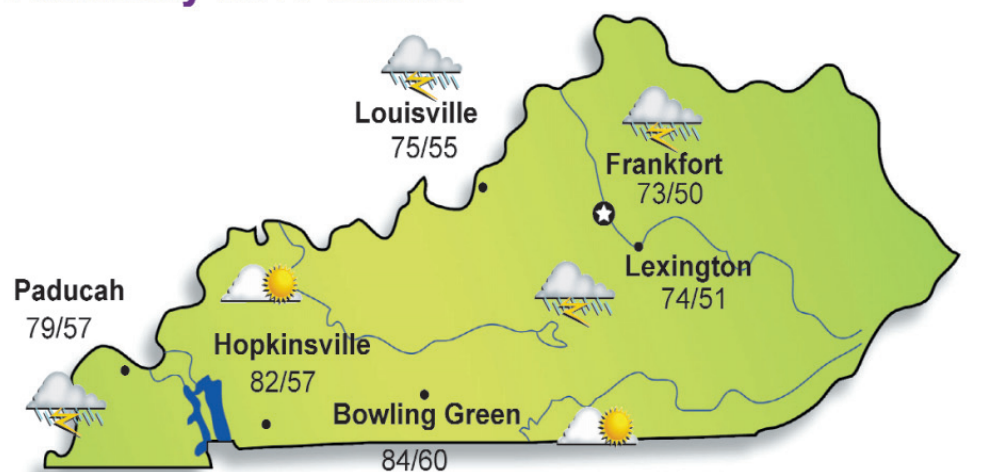 Louisville
75/55
Frankfort
73/50
Lexington
74/51
Paducah
79/57
Hopkinsville
82/57
Bowling Green
84/60